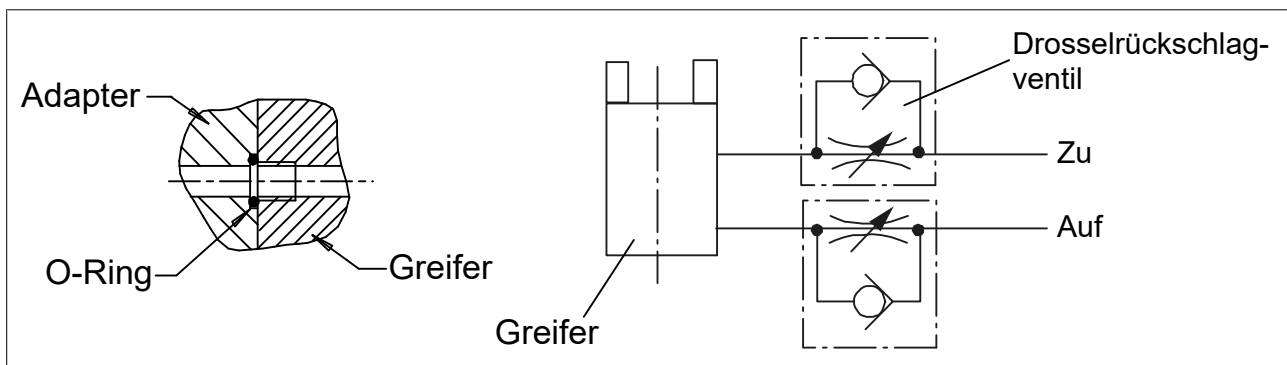 Adapter
O-Ring
Greifer
Greifer
Drosselrückschlag-
ventil
Zu
Auf